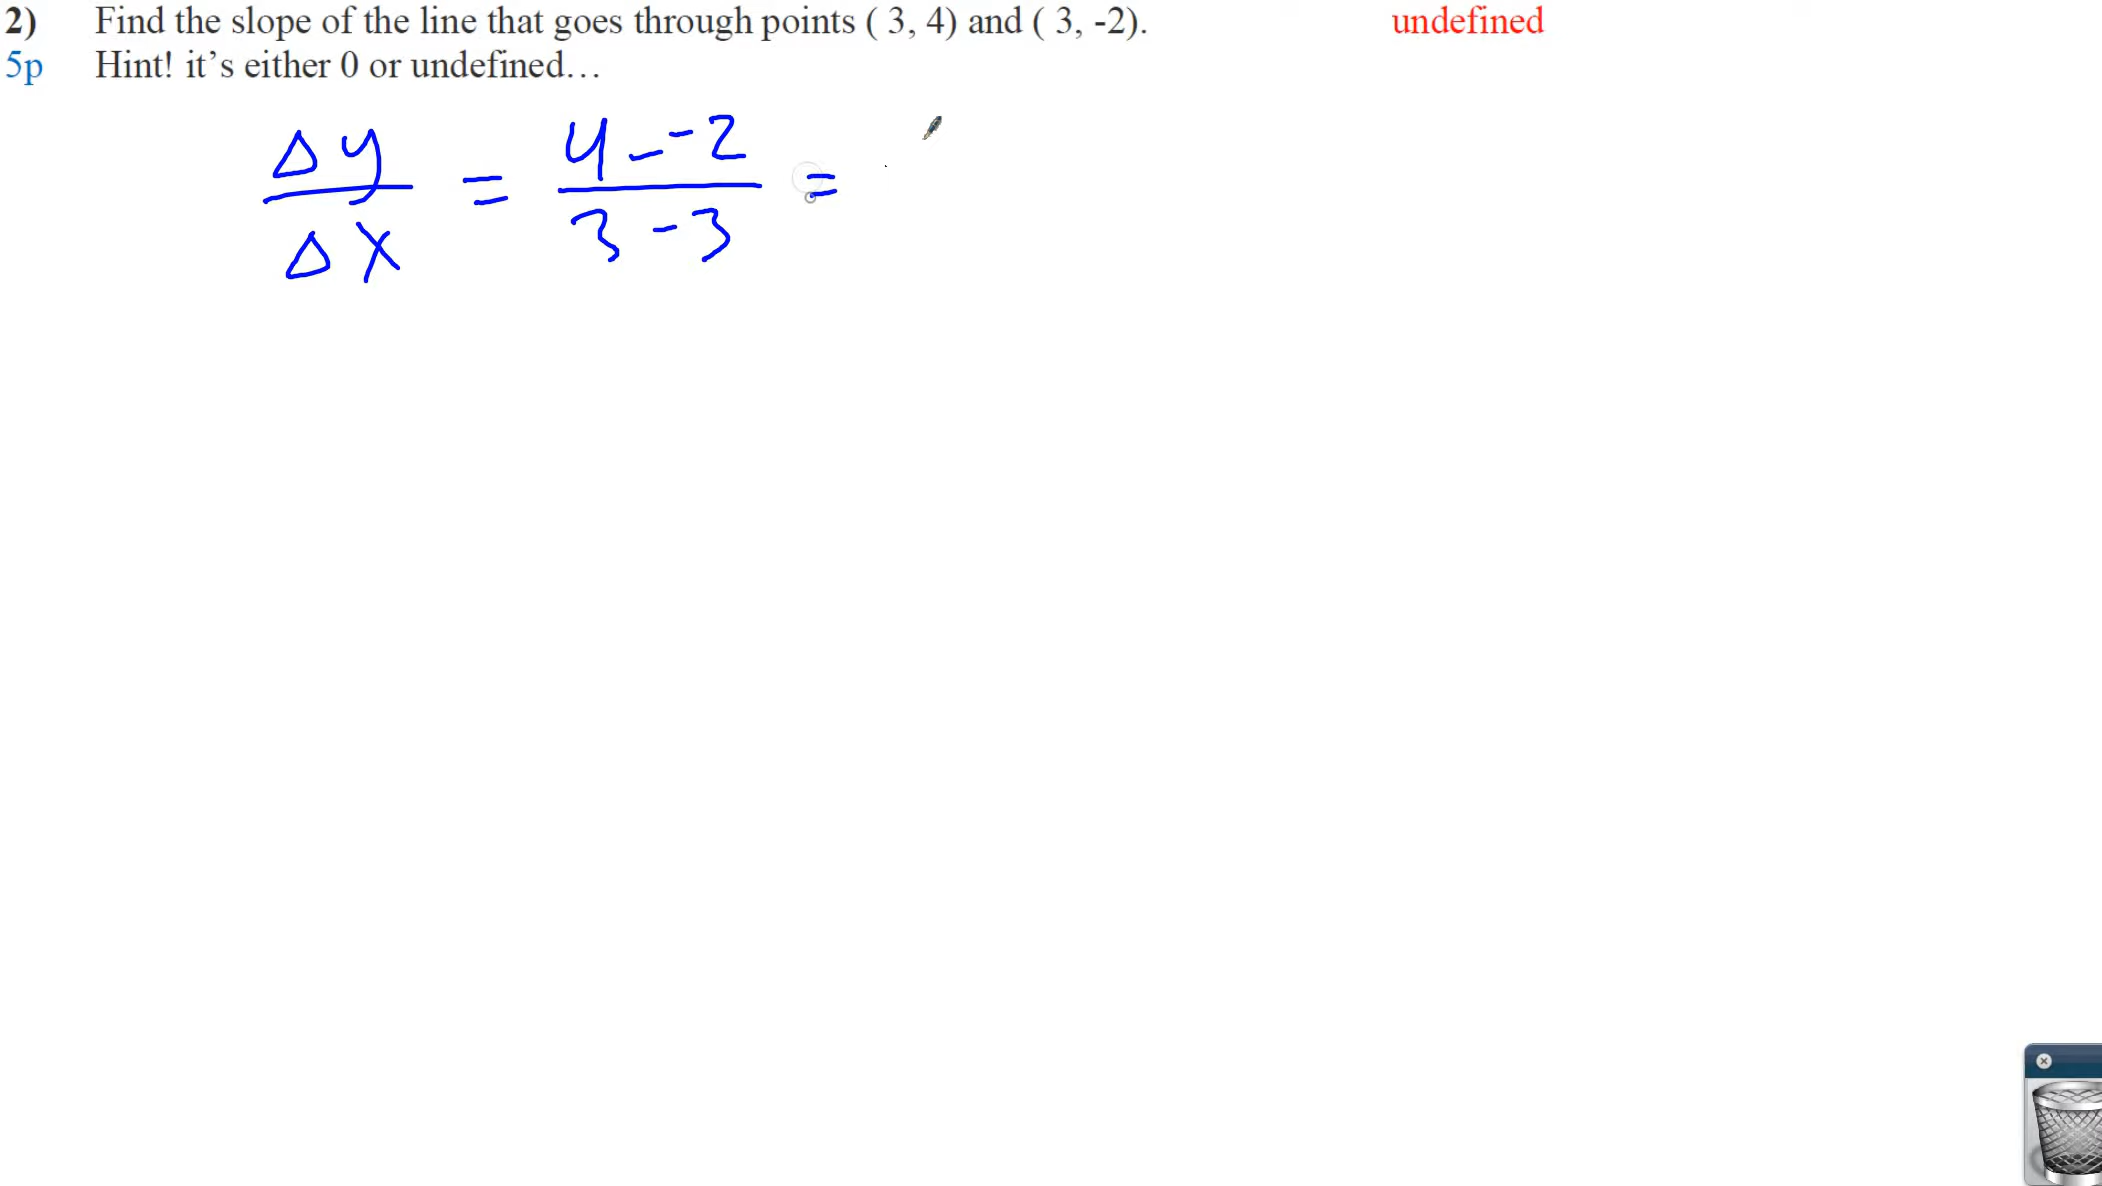 2) Find the slope of the line that goes through points ( 3, 4) and ( 3, -2). undefined
5p Hint! it’s either 0 or undefined…
Δy / Δx = 4 - -2 / 3 - 3 =